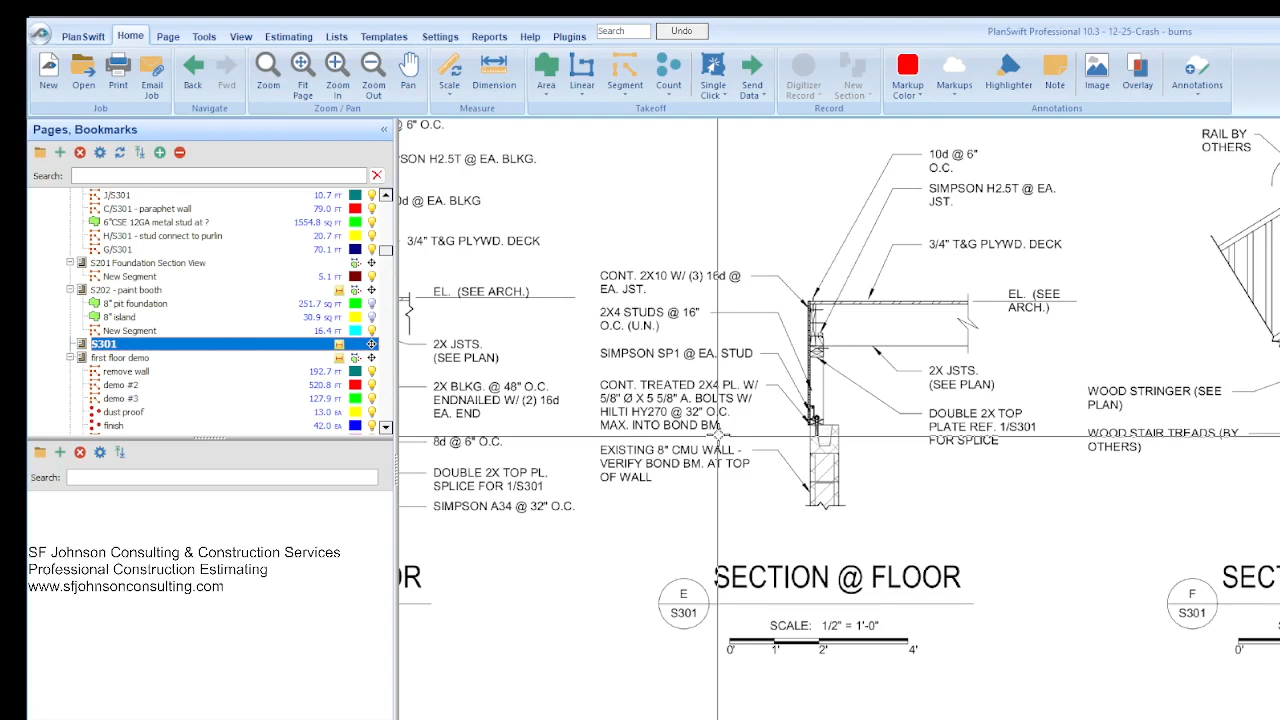 PlanSwift Home Page Tools View Estimating Lists Templates Settings Reports Help Plugins Search Undo PlanSwift Professional 10.3 - 12-25-Crash - burns
New Open Print Email Job Back Fwd Zoom Fit Page Zoom In Zoom Out Pan Scale Dimension Area Linear Segment Count Single Click Send Data Digitizer Record New Section Markup Color Markups Highlighter Note Image Overlay Annotations
Job Navigate Zoom / Pan Measure Takeoff Record Annotations
Pages, Bookmarks
Search:
J/S301 10.7 FT
C/S301 - paraphet wall 79.0 FT
6"CSE 12GA metal stud at ? 1554.8 SQ FT
H/S301 - stud connect to purlin 20.7 FT
G/S301 70.1 FT
S201 Foundation Section View
New Segment 5.1 FT
S202 - paint booth
8" pit foundation 251.7 SQ FT
8" island 30.9 SQ FT
New Segment 16.4 FT
S301
first floor demo
remove wall 192.7 FT
demo #2 520.8 FT
demo #3 127.9 FT
dust proof 13.0 EA
finish 42.0 EA
Search:
SF Johnson Consulting & Construction Services
Professional Construction Estimating
www.sfjohnsonconsulting.com
@ 6" O.C.
SIMPSON H2.5T @ EA. BLKG.
0d @ EA. BLKG
3/4" T&G PLYWD. DECK
EL. (SEE ARCH.)
2X JSTS.
(SEE PLAN)
2X BLKG. @ 48" O.C.
ENDNAILED W/ (2) 16d
EA. END
8d @ 6" O.C.
DOUBLE 2X TOP PL.
SPLICE FOR 1/S301
SIMPSON A34 @ 32" O.C.
OR
CONT. 2X10 W/ (3) 16d @
EA. JST.
2X4 STUDS @ 16"
O.C. (U.N.)
SIMPSON SP1 @ EA. STUD
CONT. TREATED 2X4 PL. W/
5/8" Ø X 5 5/8" A. BOLTS W/
HILTI HY270 @ 32" O.C.
MAX. INTO BOND BM.
EXISTING 8" CMU WALL -
VERIFY BOND BM. AT TOP
OF WALL
10d @ 6"
O.C.
SIMPSON H2.5T @ EA.
JST.
3/4" T&G PLYWD. DECK
EL. (SEE
ARCH.)
2X JSTS.
(SEE PLAN)
DOUBLE 2X TOP
PLATE REF. 1/S301
FOR SPLICE
E
S301
SECTION @ FLOOR
SCALE: 1/2" = 1'-0"
0' 1' 2' 4'
RAIL BY
OTHERS
WOOD STRINGER (SEE
PLAN)
WOOD STAIR TREADS (BY
OTHERS)
F
S301
SECT
0'